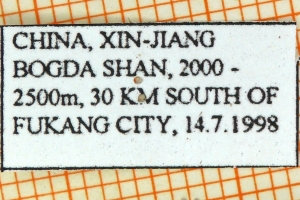 CHINA, XIN-JIANG
BOGDA SHAN, 2000 -
2500m, 30 KM SOUTH OF
FUKANG CITY, 14.7.1998